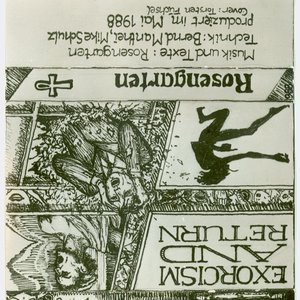 EXORCISM
AND
RETURN
Rosengarten
Musik und Texte: Rosengarten
Technik: Bernd Manthei, Mike Schulz
produziert im Mai 1988
Cover: Torsten Füchsel